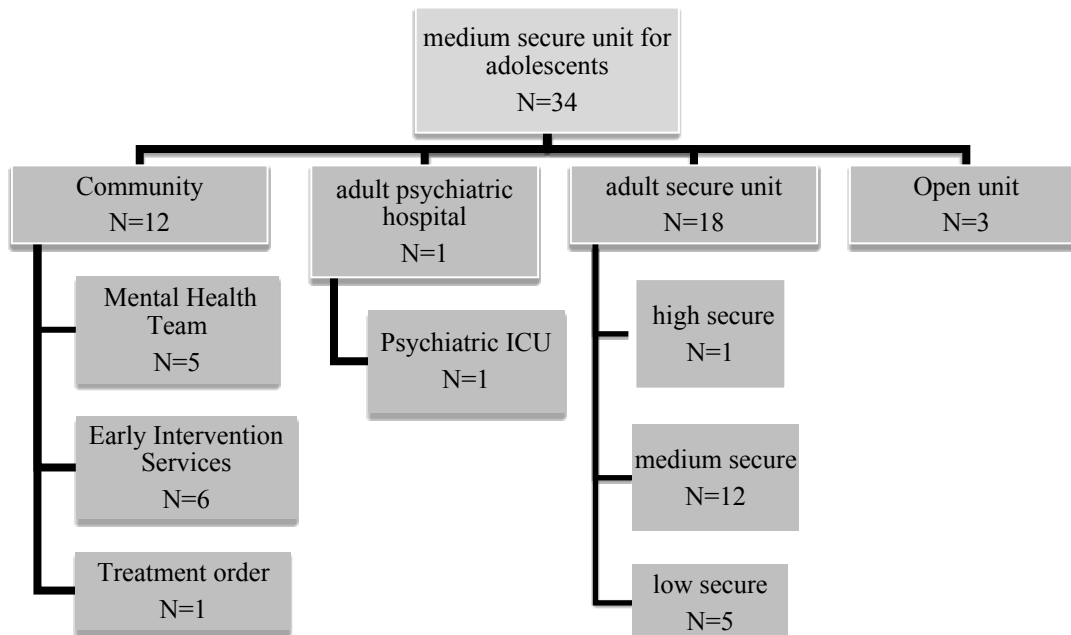 medium secure unit for
adolescents
N=34
Community
N=12
adult psychiatric
hospital
N=1
adult secure unit
N=18
Open unit
N=3
Mental Health
Team
N=5
Early Intervention
Services
N=6
Treatment order
N=1
Psychiatric ICU
N=1
high secure
N=1
medium secure
N=12
low secure
N=5